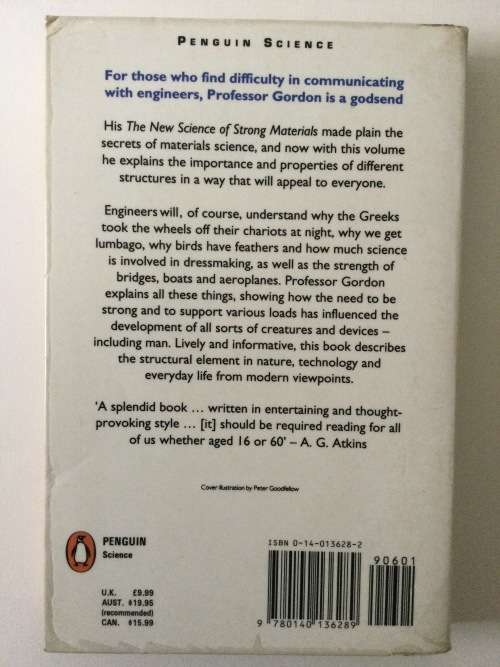 PENGUIN SCIENCE
For those who find difficulty in communicating
with engineers, Professor Gordon is a godsend
His The New Science of Strong Materials made plain the
secrets of materials science, and now with this volume
he explains the importance and properties of different
structures in a way that will appeal to everyone.
Engineers will, of course, understand why the Greeks
took the wheels off their chariots at night, why we get
lumbago, why birds have feathers and how much science
is involved in dressmaking, as well as the strength of
bridges, boats and aeroplanes. Professor Gordon
explains all these things, showing how the need to be
strong and to support various loads has influenced the
development of all sorts of creatures and devices –
including man. Lively and informative, this book describes
the structural element in nature, technology and
everyday life from modern viewpoints.
'A splendid book ... written in entertaining and thought-
provoking style ... [it] should be required reading for all
of us whether aged 16 or 60' – A. G. Atkins
Cover illustration by Peter Goodfellow
PENGUIN
Science
U.K. £9.99
AUST. $19.95
(recommended)
CAN. $15.99
ISBN 0-14-013628-2
90601
9 780140 136289